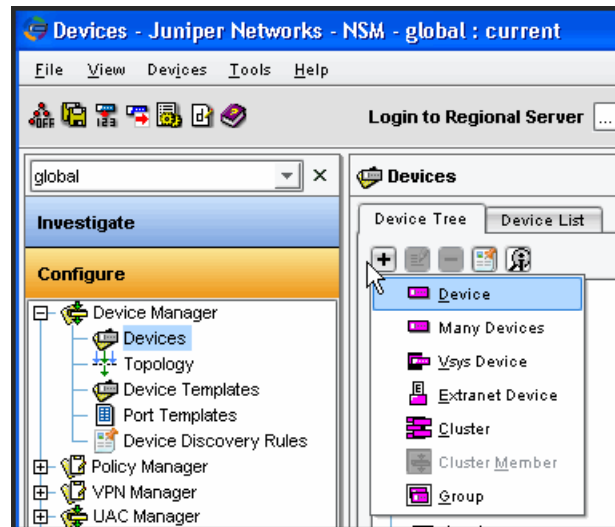 Devices - Juniper Networks - NSM - global : current
File View Devices Tools Help
OFF 123 Login to Regional Server ...
global
Devices
Investigate
Device Tree Device List
Configure
Device Manager
Devices
Topology
Device Templates
Port Templates
Device Discovery Rules
Policy Manager
VPN Manager
UAC Manager
Device
Many Devices
Vsys Device
E Extranet Device
Cluster
Cluster Member
Group